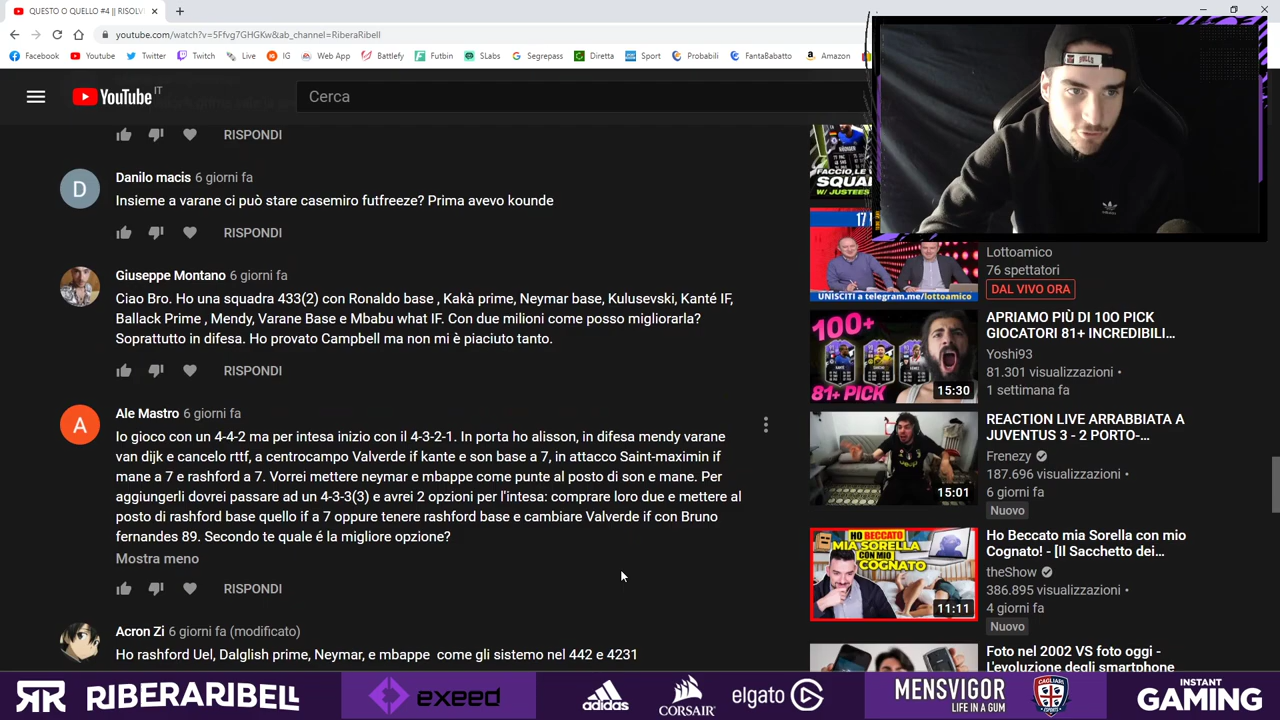 QUESTO O QUELLO #4 || RISOLV
youtube.com/watch?v=5Ffvg7GHGKw&ab_channel=RiberaRibell
Facebook
Youtube
Twitter
Twitch
Live
IG
Web App
Battlefy
Futbin
SLabs
Segrepass
Diretta
Sport
Probabili
FantaBabatto
Amazon
YouTube IT
Cerca
RISPONDI
Danilo macis 6 giorni fa
Insieme a varane ci può stare casemiro futfreeze? Prima avevo kounde
RISPONDI
Giuseppe Montano 6 giorni fa
Ciao Bro. Ho una squadra 433(2) con Ronaldo base , Kakà prime, Neymar base, Kulusevski, Kanté IF,
Ballack Prime , Mendy, Varane Base e Mbabu what IF. Con due milioni come posso migliorarla?
Soprattutto in difesa. Ho provato Campbell ma non mi è piaciuto tanto.
RISPONDI
Ale Mastro 6 giorni fa
Io gioco con un 4-4-2 ma per intesa inizio con il 4-3-2-1. In porta ho alisson, in difesa mendy varane
van dijk e cancelo rttf, a centrocampo Valverde if kante e son base a 7, in attacco Saint-maximin if
mane a 7 e rashford a 7. Vorrei mettere neymar e mbappe come punte al posto di son e mane. Per
aggiungerli dovrei passare ad un 4-3-3(3) e avrei 2 opzioni per l'intesa: comprare loro due e mettere al
posto di rashford base quello if a 7 oppure tenere rashford base e cambiare Valverde if con Bruno
fernandes 89. Secondo te quale é la migliore opzione?
Mostra meno
RISPONDI
Acron Zi 6 giorni fa (modificato)
Ho rashford Uel, Dalglish prime, Neymar, e mbappe come gli sistemo nel 442 e 4231
FACCIO LE V
SQUAD
W/ JUSTEES
17
UNISCITI a telegram.me/lottoamico
Lottoamico
76 spettatori
DAL VIVO ORA
100+
81+ PICK
15:30
APRIAMO PIÙ DI 100 PICK
GIOCATORI 81+ INCREDIBILI...
Yoshi93
81.301 visualizzazioni •
1 settimana fa
15:01
REACTION LIVE ARRABBIATA A
JUVENTUS 3 - 2 PORTO-...
Frenezy
187.696 visualizzazioni •
6 giorni fa
Nuovo
HO BECCATO
MIA SORELLA
CON MIO
COGNATO
11:11
Ho Beccato mia Sorella con mio
Cognato! - [Il Sacchetto dei...
theShow
386.895 visualizzazioni •
4 giorni fa
Nuovo
Foto nel 2002 VS foto oggi -
L'evoluzione degli smartphone
BULLS
adidas
RR RIBERARIBELL
exeed
adidas
CORSAIR
elgato
MENSVIGOR
LIFE IN A GUM
CAGLIARI
INSTANT
GAMING